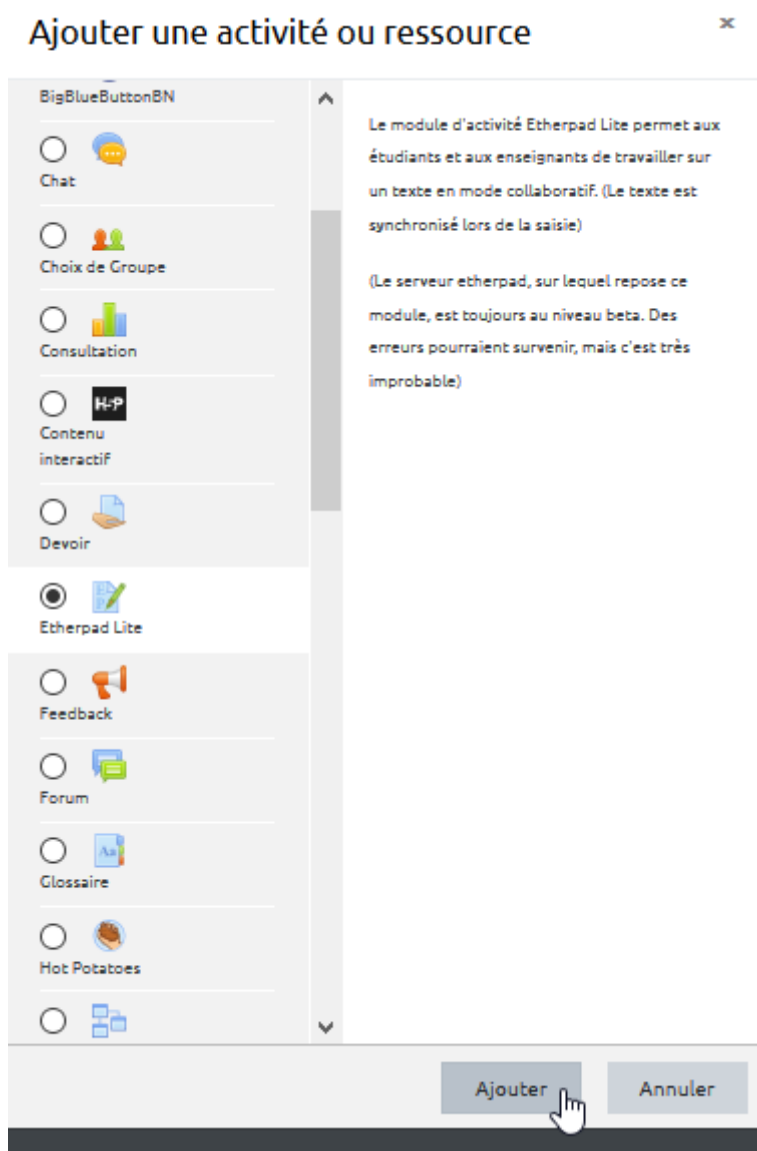 Ajouter une activité ou ressource
×
BigBlueButtonBN
Chat
Choix de Groupe
Consultation
H-P
Contenu
interactif
Devoir
Etherpad Lite
Feedback
Forum
Aa
Glossaire
Hot Potatoes
Le module d'activité Etherpad Lite permet aux
étudiants et aux enseignants de travailler sur
un texte en mode collaboratif. (Le texte est
synchronisé lors de la saisie)
(Le serveur etherpad, sur lequel repose ce
module, est toujours au niveau beta. Des
erreurs pourraient survenir, mais c'est très
improbable)
Ajouter
Annuler